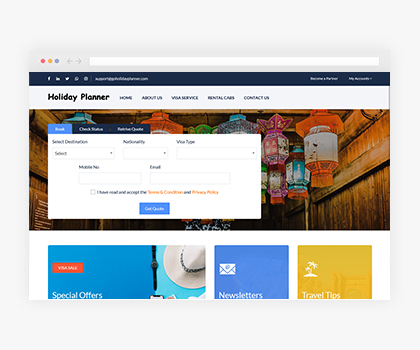 support@goholidayplanner.com
Become a Partner
My Accounts
Holiday Planner
HOME
ABOUT US
VISA SERVICE
RENTAL CABS
CONTACT US
Book
Check Status
Retrive Quote
Select Destination
Nationality
Visa Type
Select
Mobile No
Email
I have read and accept the Terms & Condition and Privacy Policy
Get Quote
VISA SALE
Special Offers
Newsletters
Travel Tips